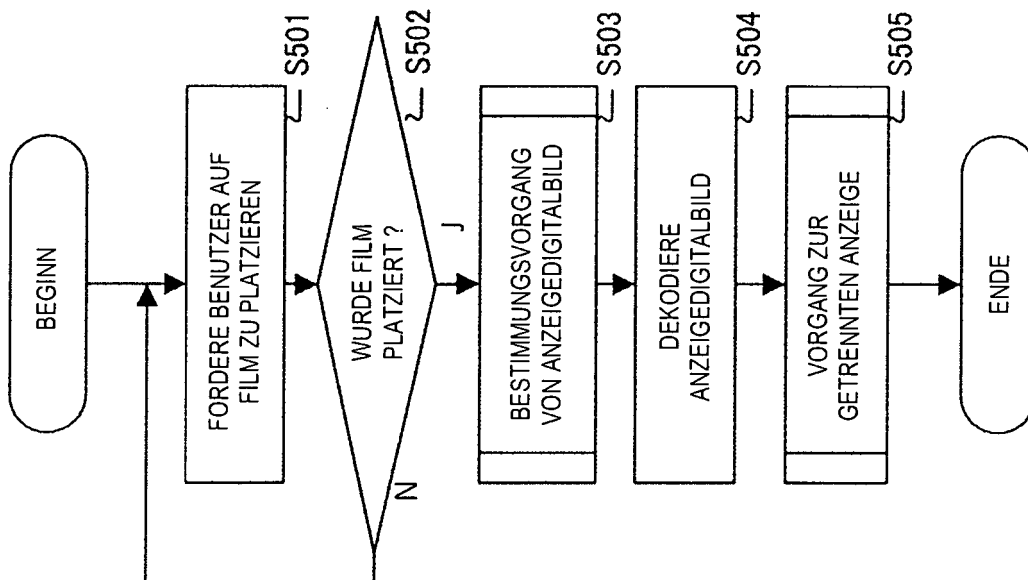 BEGINN
FORDERE BENUTZER AUF
FILM ZU PLATZIEREN
S501
WURDE FILM
PLATZIERT ?
S502
N
J
BESTIMMUNGSVORGANG
VON ANZEIGEDIGITALBILD
S503
DEKODIERE
ANZEIGEDIGITALBILD
S504
VORGANG ZUR
GETRENNTEN ANZEIGE
S505
ENDE